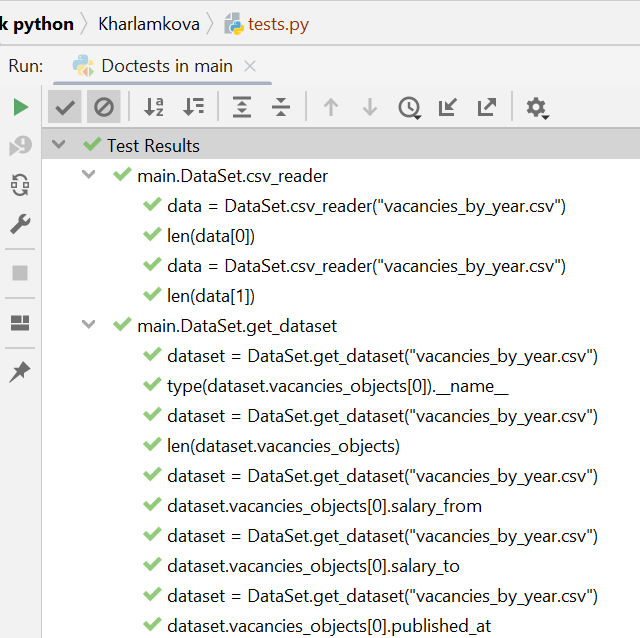 k python Kharlamkova tests.py
Run: Doctests in main
Test Results
main.DataSet.csv_reader
data = DataSet.csv_reader("vacancies_by_year.csv")
len(data[0])
data = DataSet.csv_reader("vacancies_by_year.csv")
len(data[1])
main.DataSet.get_dataset
dataset = DataSet.get_dataset("vacancies_by_year.csv")
type(dataset.vacancies_objects[0]).__name__
dataset = DataSet.get_dataset("vacancies_by_year.csv")
len(dataset.vacancies_objects)
dataset = DataSet.get_dataset("vacancies_by_year.csv")
dataset.vacancies_objects[0].salary_from
dataset = DataSet.get_dataset("vacancies_by_year.csv")
dataset.vacancies_objects[0].salary_to
dataset = DataSet.get_dataset("vacancies_by_year.csv")
dataset.vacancies_objects[0].published_at